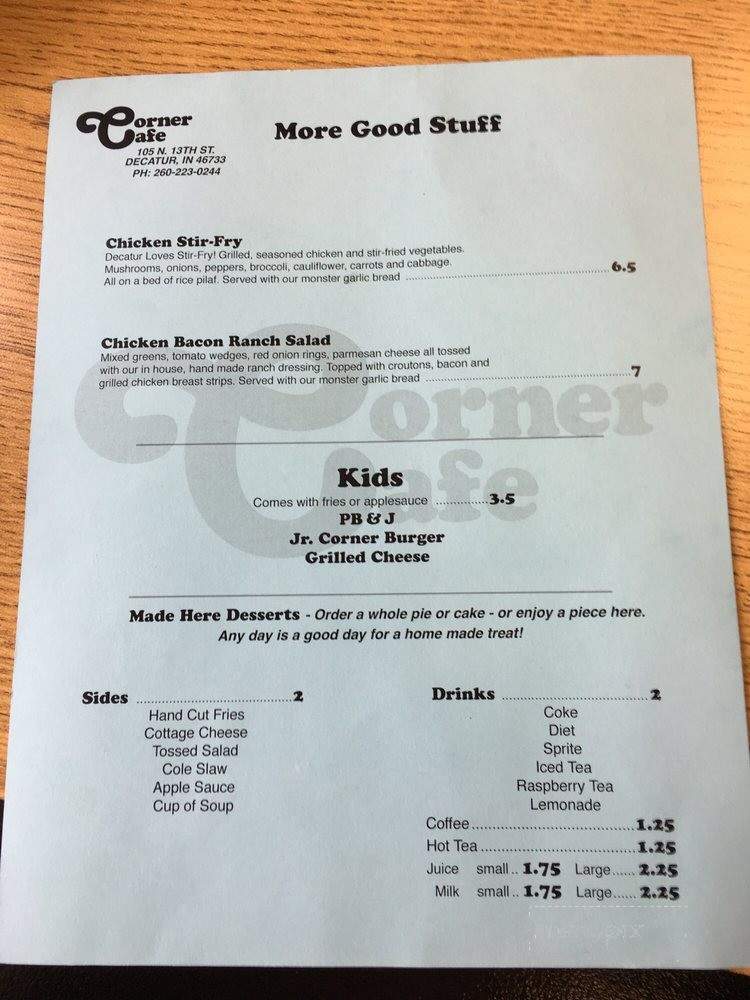 Corner Cafe
105 N. 13TH ST.
DECATUR, IN 46733
PH: 260-223-0244
More Good Stuff
Chicken Stir-Fry
Decatur Loves Stir-Fry! Grilled, seasoned chicken and stir-fried vegetables.
Mushrooms, onions, peppers, broccoli, cauliflower, carrots and cabbage.
All on a bed of rice pilaf. Served with our monster garlic bread ........ 6.5
Chicken Bacon Ranch Salad
Mixed greens, tomato wedges, red onion rings, parmesan cheese all tossed
with our in house, hand made ranch dressing. Topped with croutons, bacon and
grilled chicken breast strips. Served with our monster garlic bread ........ 7
Corner Cafe
Kids
Comes with fries or applesauce ........ 3.5
PB & J
Jr. Corner Burger
Grilled Cheese
Made Here Desserts - Order a whole pie or cake - or enjoy a piece here.
Any day is a good day for a home made treat!
Sides ........ 2
Hand Cut Fries
Cottage Cheese
Tossed Salad
Cole Slaw
Apple Sauce
Cup of Soup
Drinks ........ 2
Coke
Diet
Sprite
Iced Tea
Raspberry Tea
Lemonade
Coffee ........ 1.25
Hot Tea ........ 1.25
Juice small .. 1.75 Large ...... 2.25
Milk small .. 1.75 Large ...... 2.25